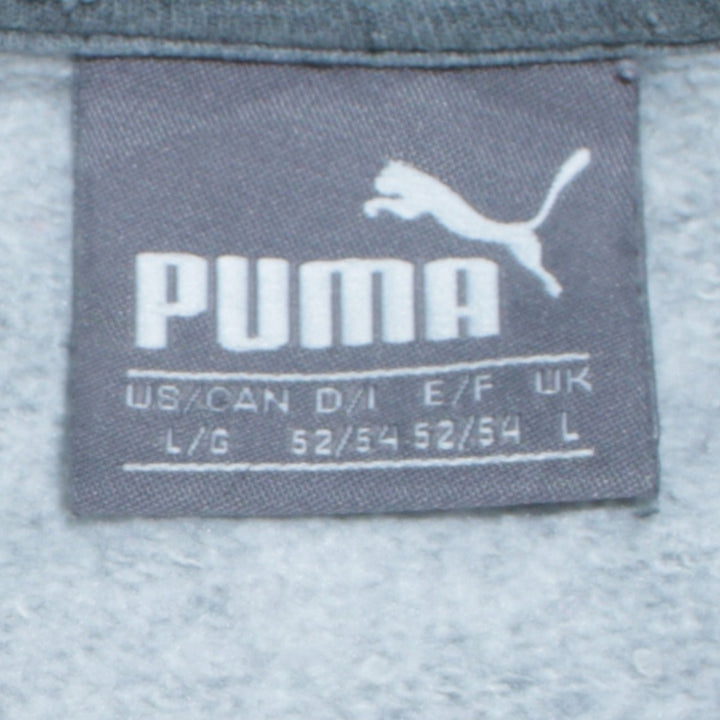 PUMA
US/CAN D/I E/F UK
L/G 52/54 52/54 L